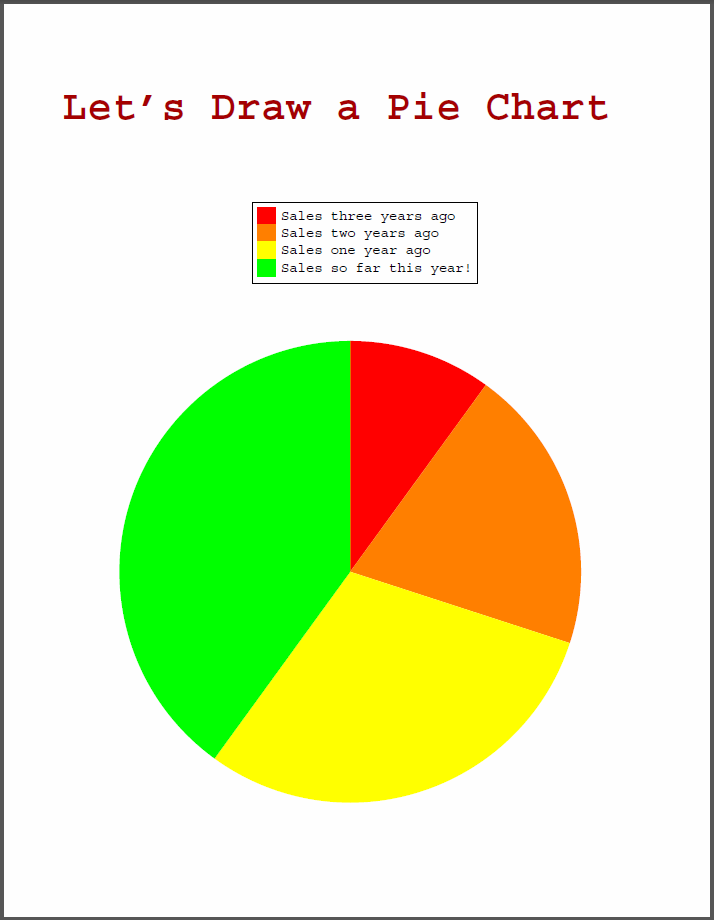 Let’s Draw a Pie Chart
Sales three years ago
Sales two years ago
Sales one year ago
Sales so far this year!